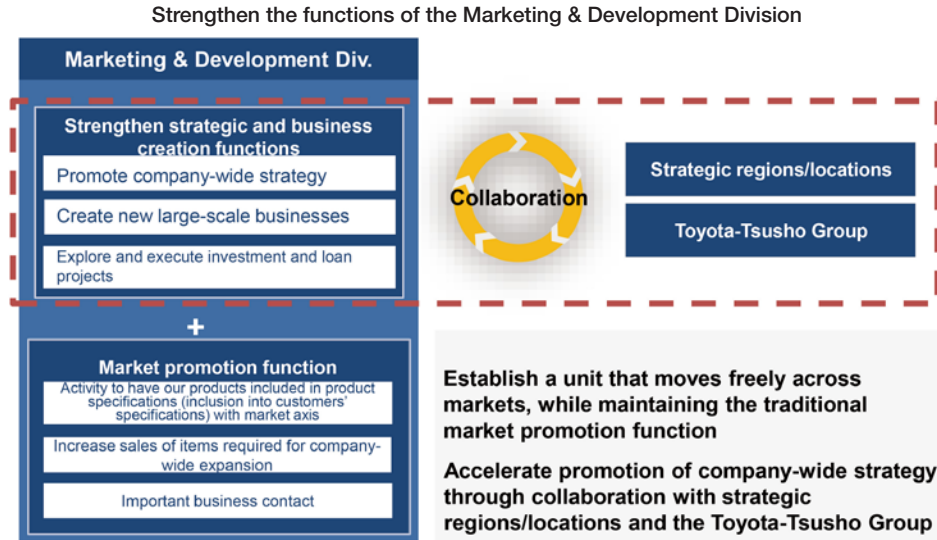 Strengthen the functions of the Marketing & Development Division
Marketing & Development Div.
Strengthen strategic and business
creation functions
Promote company-wide strategy
Create new large-scale businesses
Explore and execute investment and loan
projects
Collaboration
Strategic regions/locations
Toyota-Tsusho Group
+
Market promotion function
Activity to have our products included in product
specifications (inclusion into customers'
specifications) with market axis
Increase sales of items required for company-
wide expansion
Important business contact
Establish a unit that moves freely across
markets, while maintaining the traditional
market promotion function
Accelerate promotion of company-wide strategy
through collaboration with strategic
regions/locations and the Toyota-Tsusho Group